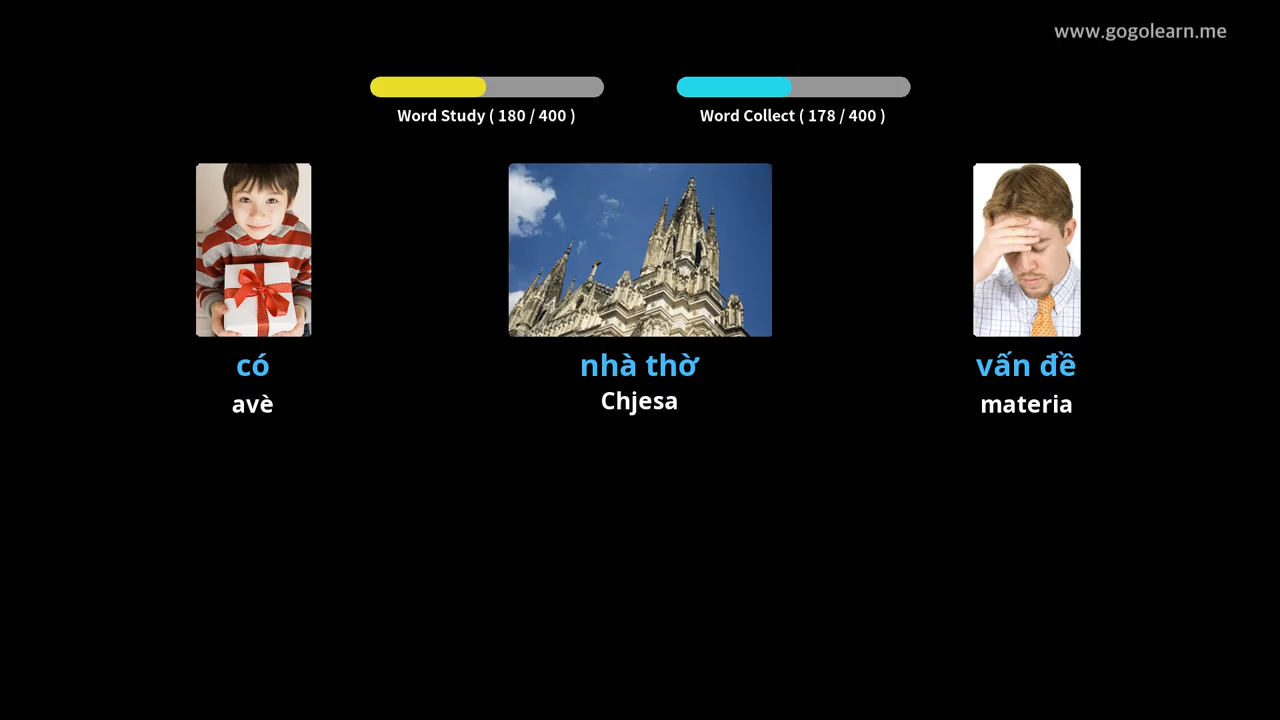 www.gogolearn.me
Word Study ( 180 / 400 )
Word Collect ( 178 / 400 )
có
nhà thờ
vấn đề
avè
Chjesa
materia